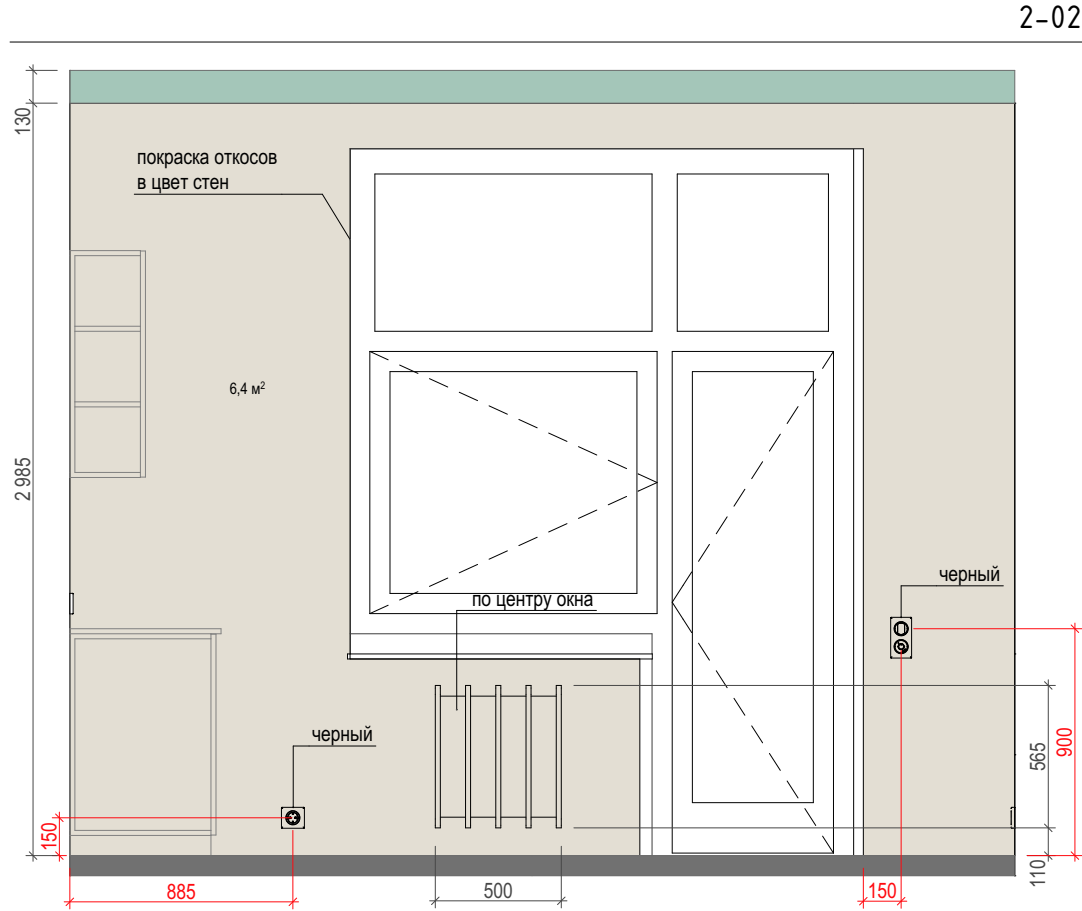 2-02
130
покраска откосов
в цвет стен
6,4 м²
2 985
по центру окна
черный
черный
565
900
150
110
885
500
150